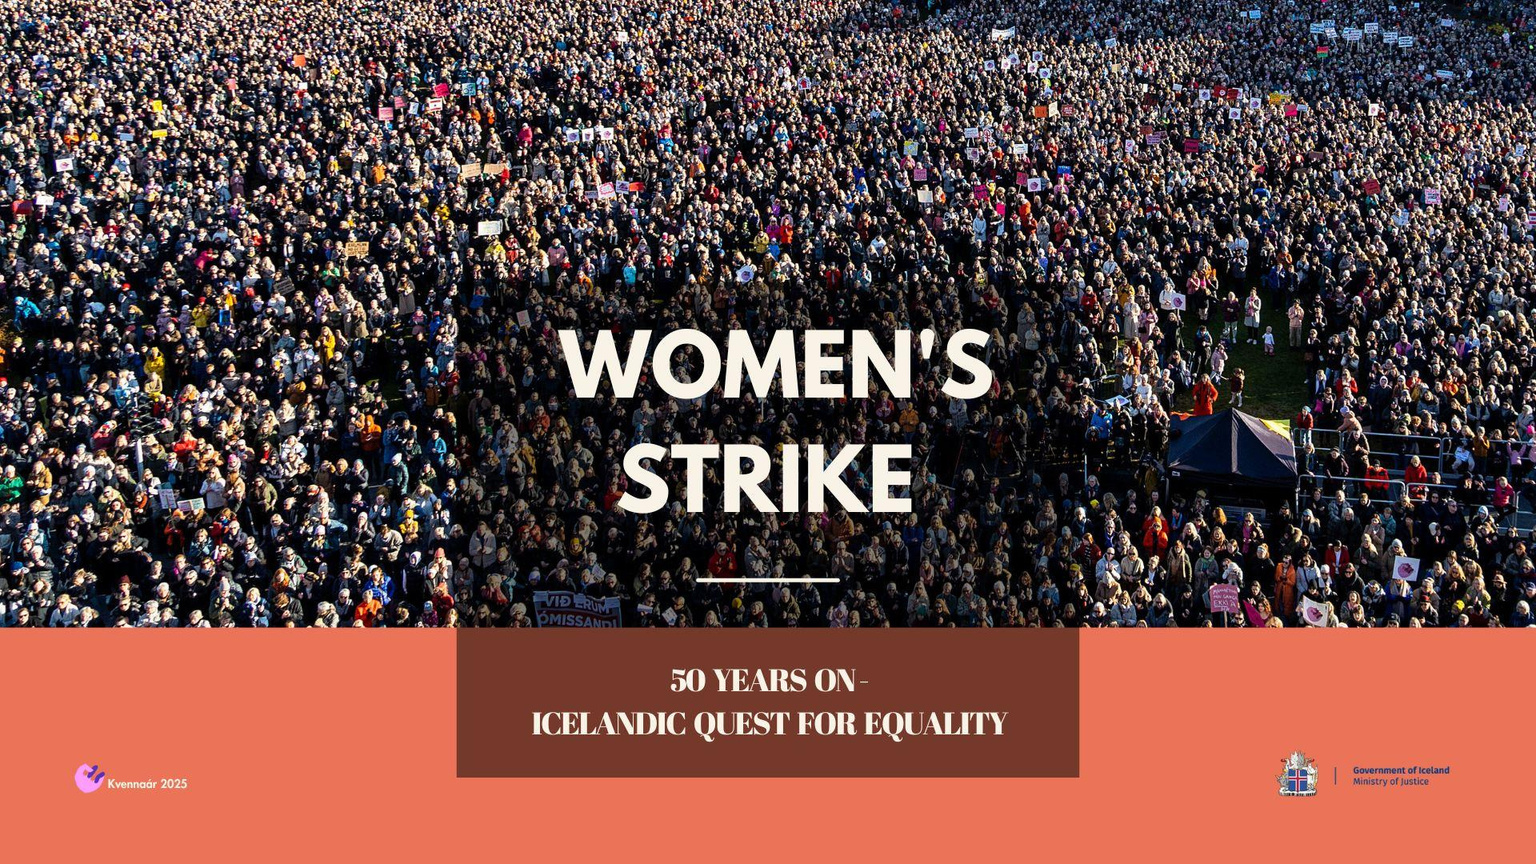 WOMEN'S
STRIKE
VIÐ ERUM
ÓMISSANDI
50 YEARS ON -
ICELANDIC QUEST FOR EQUALITY
Kvennaár 2025
Government of Iceland
Ministry of Justice